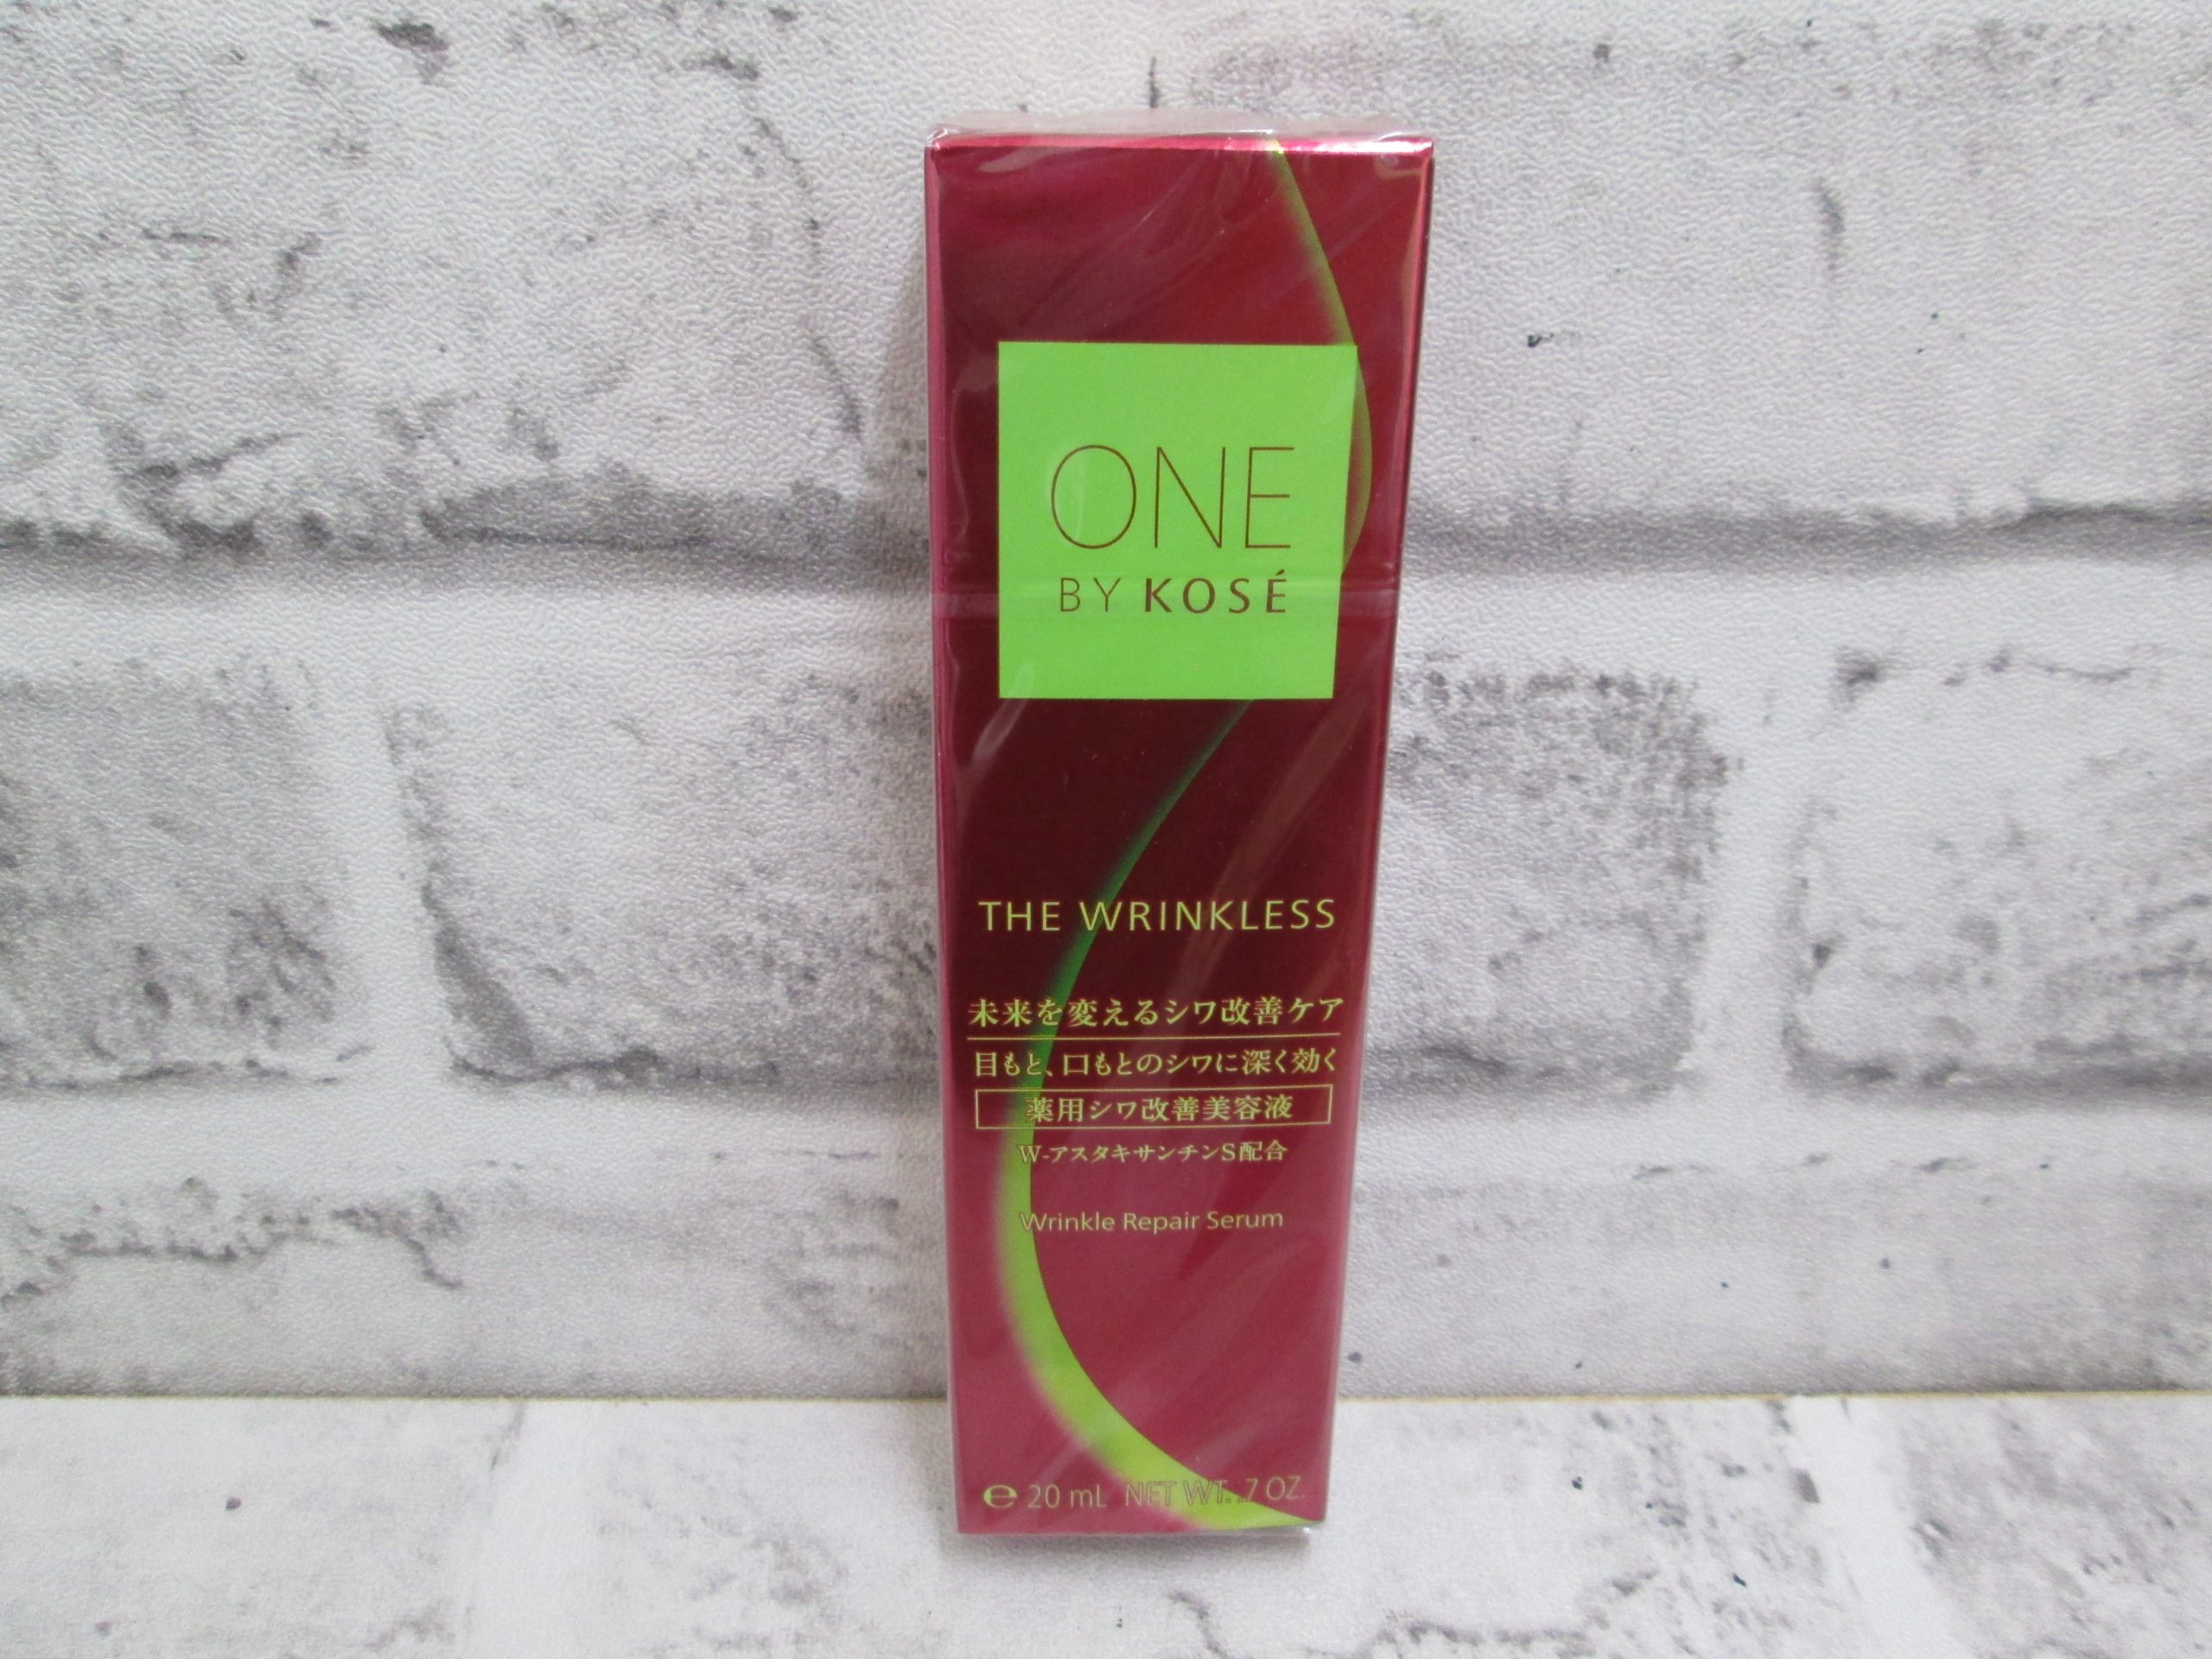 ONE
BY KOSÉ
THE WRINKLESS
未来を変えるシワ改善ケア
目もと、口もとのシワに深く効く
薬用シワ改善美容液
W-アスタキサンチンS配合
Wrinkle Repair Serum
℮ 20 mL NET WT. .7 OZ.